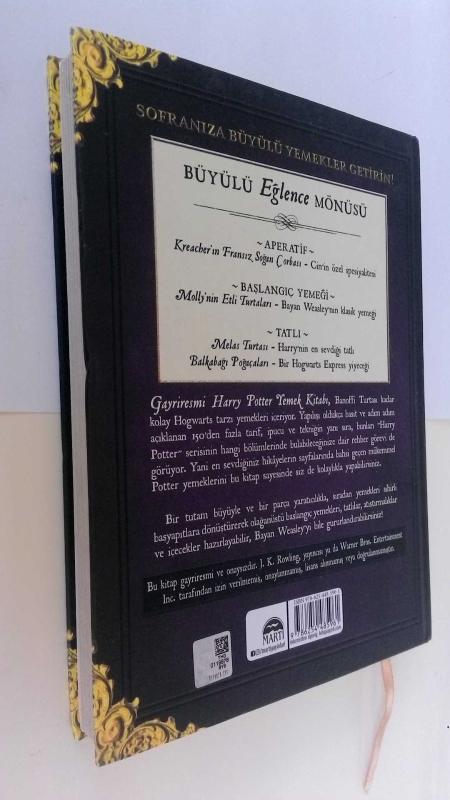 SOFRANIZA BÜYÜLÜ YEMEKLER GETİRİN!
BÜYÜLÜ Eğlence MÖNÜSÜ
~ APERATİF ~
Kreacher'ın Fransız Soğan Çorbası - Cin'in özel spesiyalitesi
~ BAŞLANGIÇ YEMEĞİ ~
Molly'nin Etli Turtaları - Bayan Weasley'nin klasik yemeği
~ TATLI ~
Melas Turtası - Harry'nin en sevdiği tatlı
Balkabağı Poğaçaları - Bir Hogwarts Express yiyeceği
Gayriresmi Harry Potter Yemek Kitabı, Banoffi Turtası kadar
kolay Hogwarts tarzı yemekleri içeriyor. Yapılışı oldukça basit ve adım adım
açıklanan 150'den fazla tarif, ipucu ve tekniğin yanı sıra, bunları "Harry
Potter" serisinin hangi bölümlerinde bulabileceğinize dair rehber görevi de
görüyor. Yani en sevdiğiniz hikâyelerin sayfalarında bahsi geçen mükemmel
Potter yemeklerini bu kitap sayesinde siz de kolaylıkla yapabilirsiniz.
Bir tutam büyüyle ve bir parça yaratıcılıkla, sıradan yemekleri sihirli
başyapıtlara dönüştürerek olağanüstü başlangıç yemekleri, tatlılar, atıştırmalıklar
ve içecekler hazırlayabilir, Bayan Weasley'yi bile gururlandırabilirsiniz!
Bu kitap gayriresmi ve onaysızdır. J. K. Rowling, yayıncısı ya da Warner Bros. Entertainment
Inc. tarafından izin verilmemiş, onaylanmamış, lisans alınmamış veya doğrulanmamıştır.
MARTI